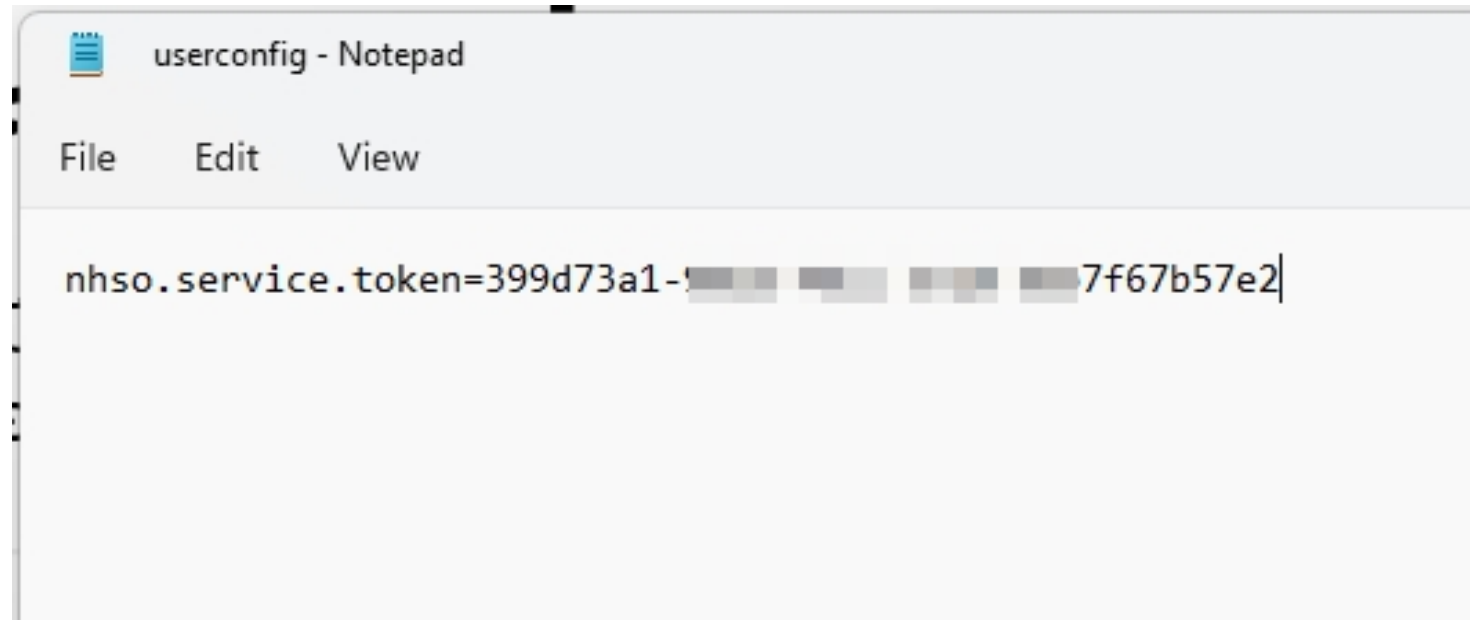 userconfig - Notepad
File Edit View
nhso.service.token=399d73a1- 7f67b57e2